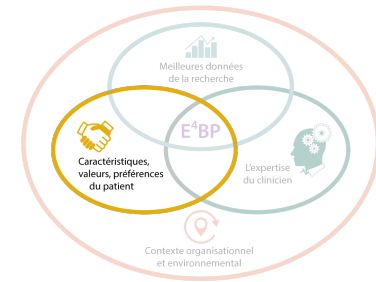 Meilleures données
de la recherche
E⁴BP
Caractéristiques,
valeurs, préférences
du patient
L'expertise
du clinicien
Contexte organisationnel
et environnemental